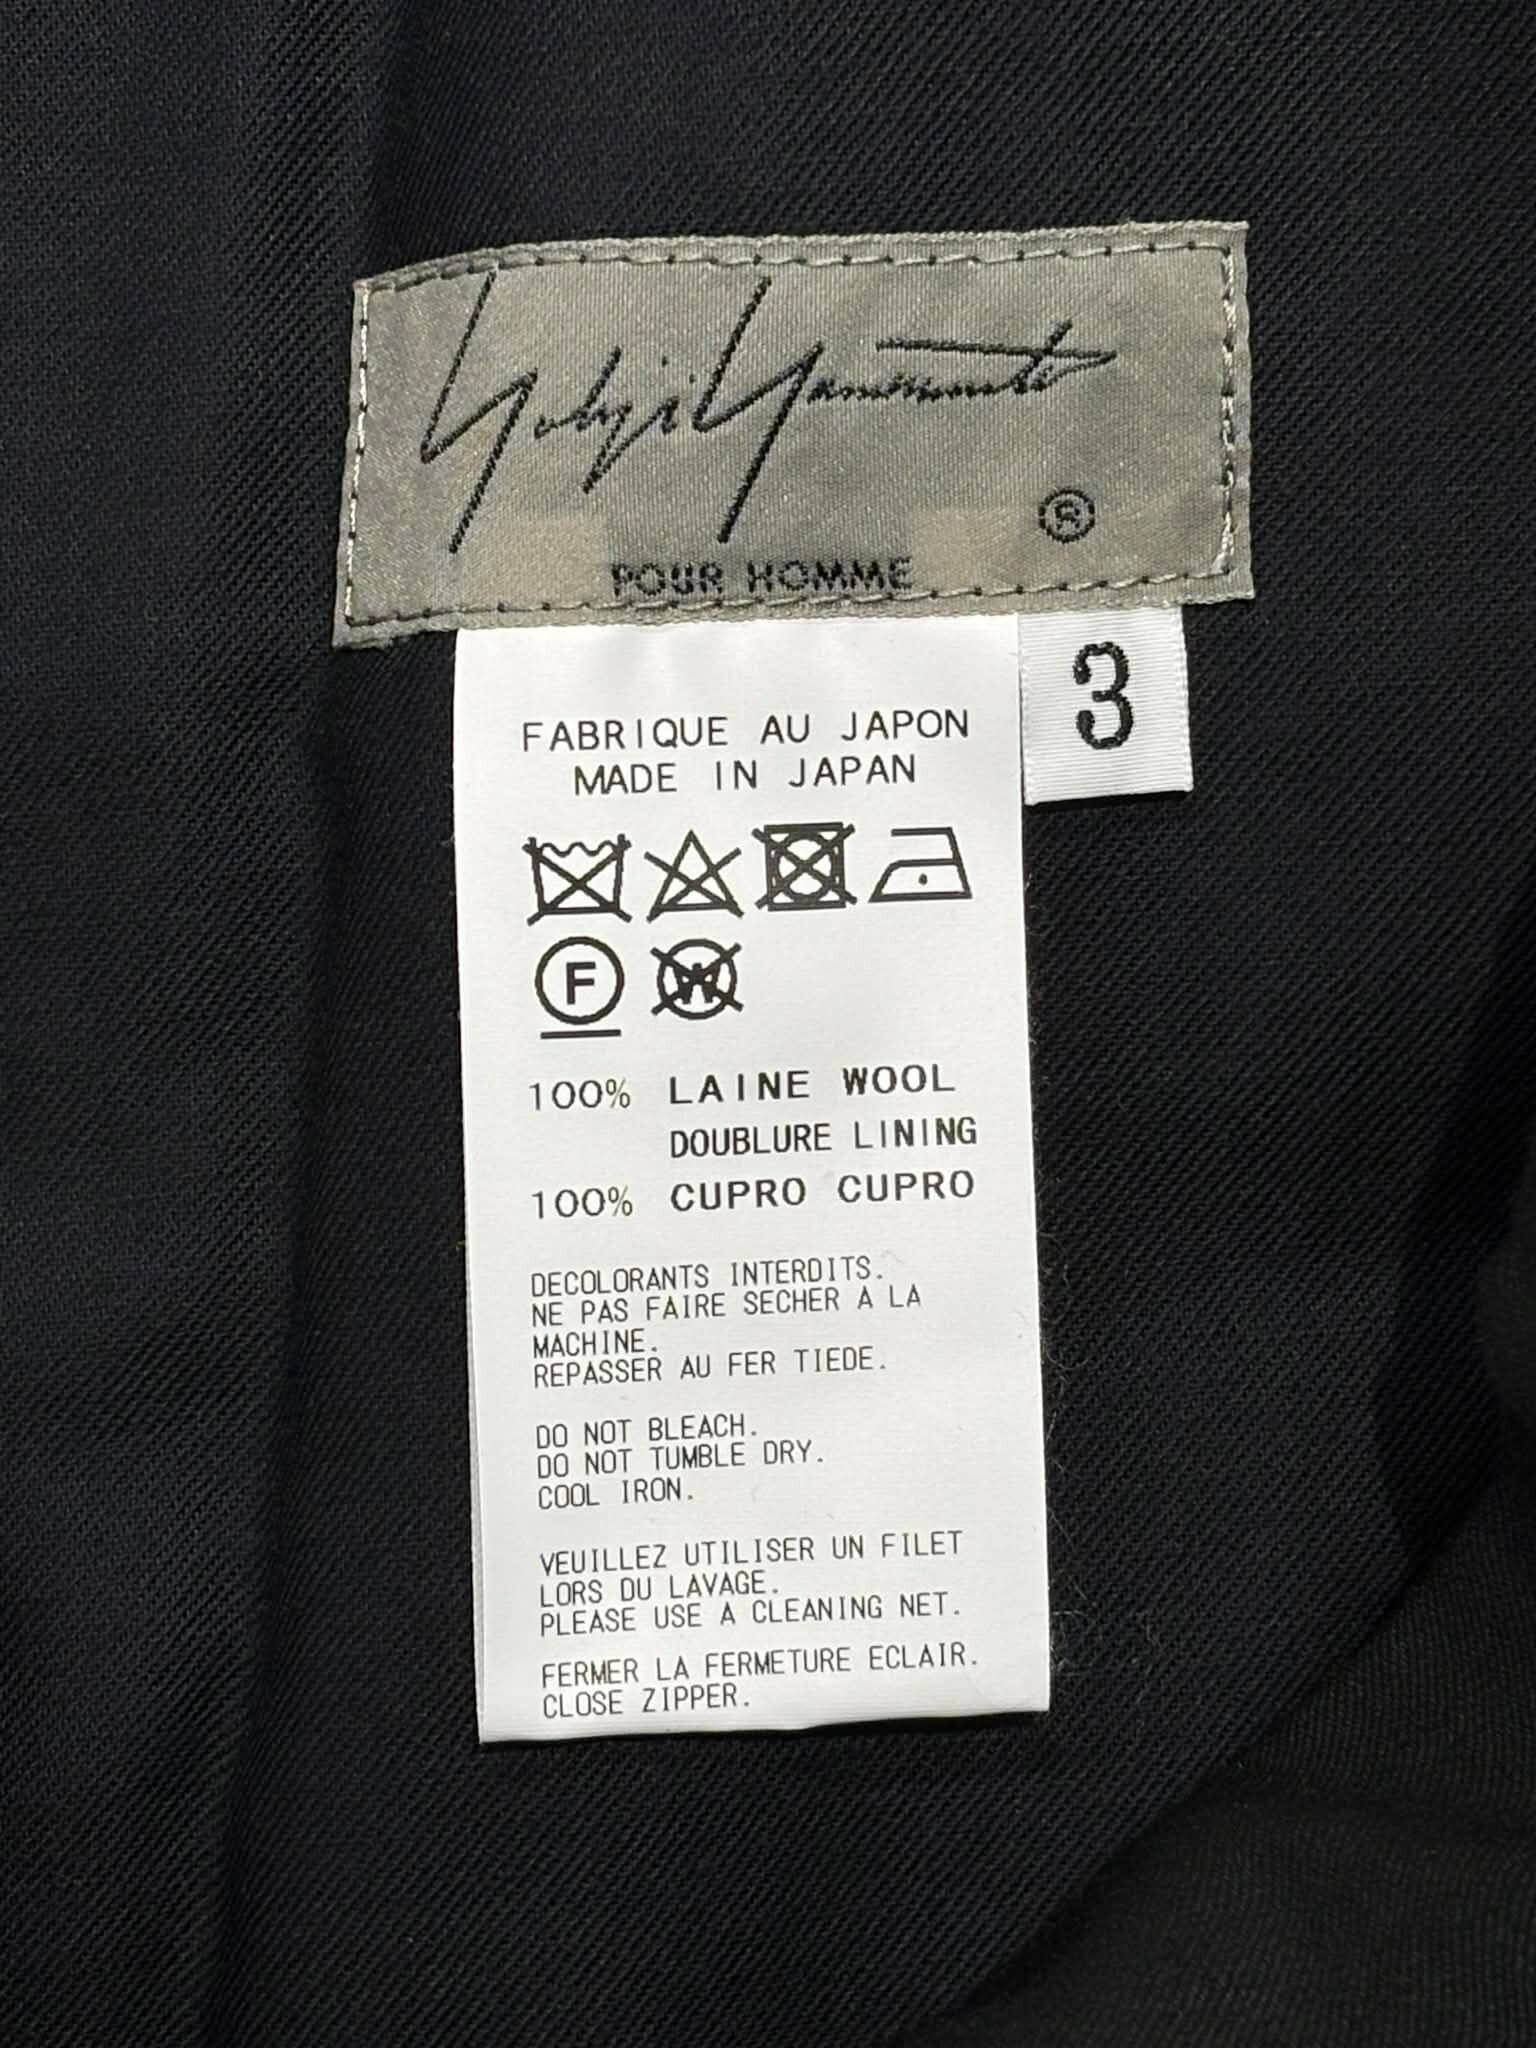 Yohji Yamamoto
®
POUR HOMME
3
FABRIQUE AU JAPON
MADE IN JAPAN
F
W
100% LAINE WOOL
DOUBLURE LINING
100% CUPRO CUPRO
DECOLORANTS INTERDITS.
NE PAS FAIRE SECHER A LA
MACHINE.
REPASSER AU FER TIEDE.
DO NOT BLEACH.
DO NOT TUMBLE DRY.
COOL IRON.
VEUILLEZ UTILISER UN FILET
LORS DU LAVAGE.
PLEASE USE A CLEANING NET.
FERMER LA FERMETURE ECLAIR.
CLOSE ZIPPER.